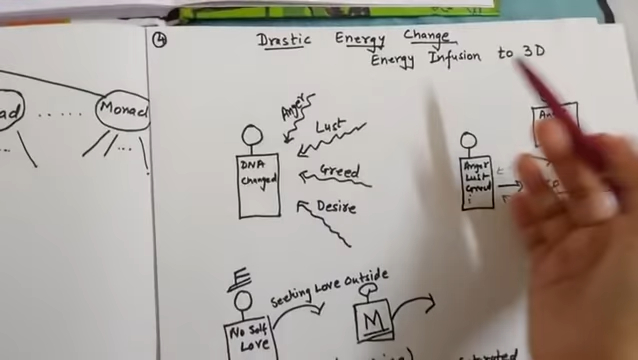 ④
Drastic Energy Change
Energy Infusion to 3D
ad ..... Monad
... ...
Anger
Lust
DNA
Changed
Greed
Desire
Anger
Lust
Greed
E
Seeking Love Outside
No Self
Love
M